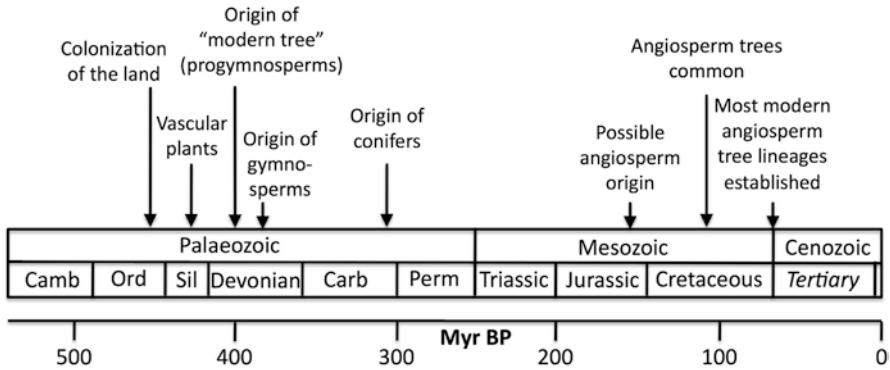 Colonization
of the land
Origin of
“modern tree”
(progymnosperms)
Vascular
plants
Origin of
gymno-
sperms
Origin of
conifers
Possible
angiosperm
origin
Angiosperm trees
common
Most modern
angiosperm
tree lineages
established
Palaeozoic Mesozoic Cenozoic
Camb Ord Sil Devonian Carb Perm Triassic Jurassic Cretaceous Tertiary
Myr BP
500 400 300 200 100 0